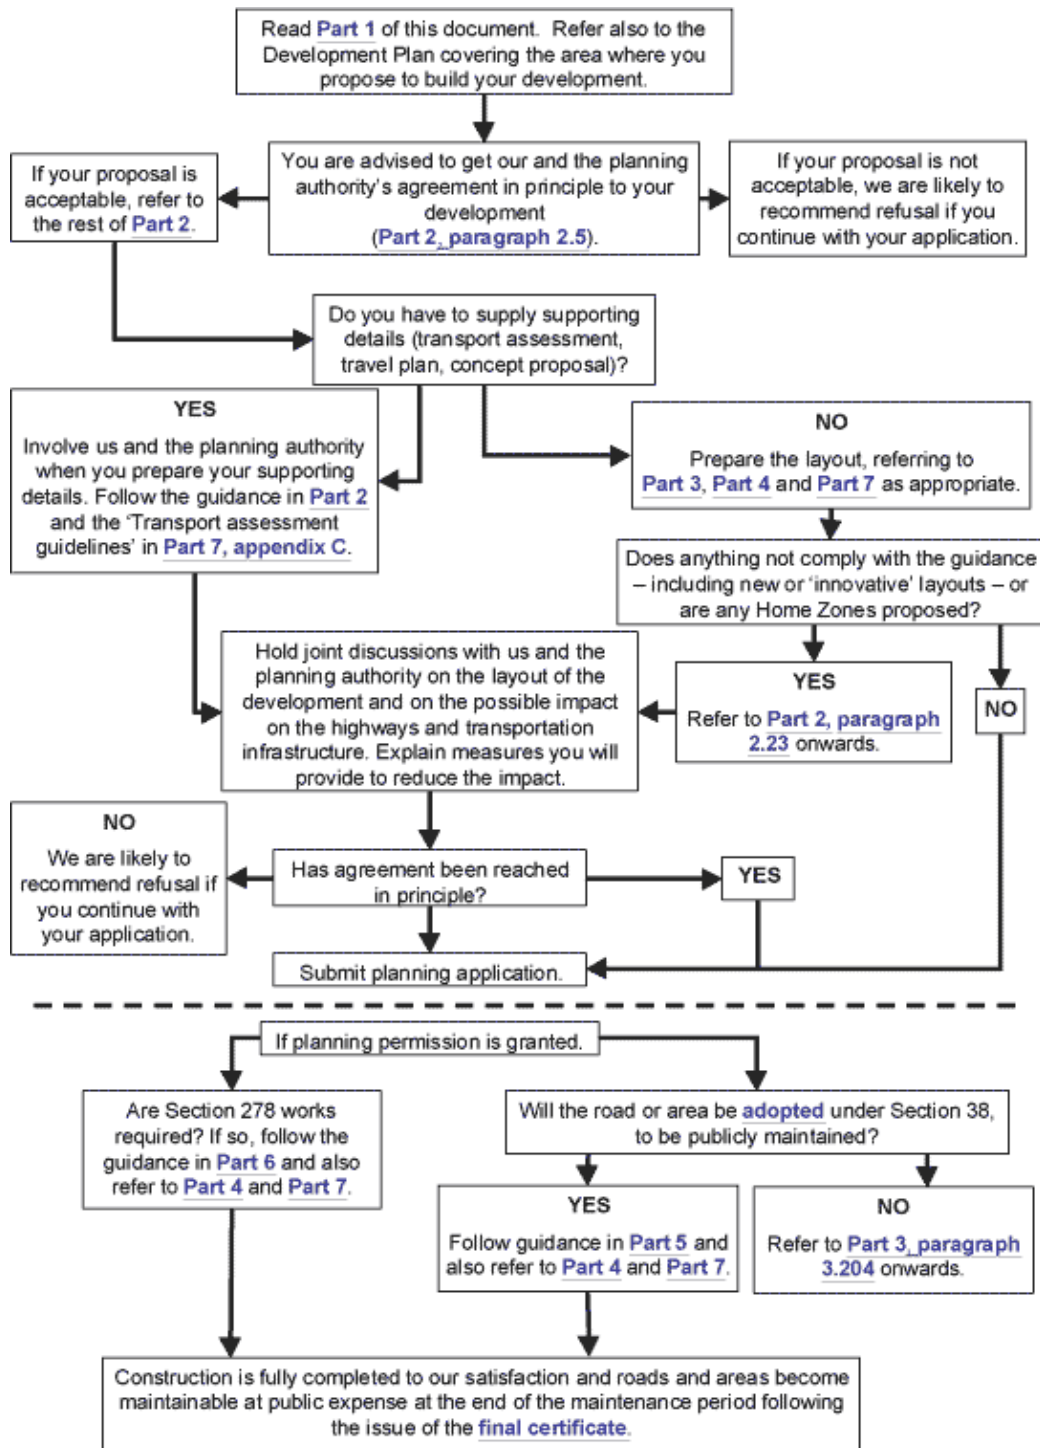 Read Part 1 of this document.  Refer also to the
Development Plan covering the area where you
propose to build your development.
If your proposal is
acceptable, refer to
the rest of Part 2.
You are advised to get our and the planning
authority's agreement in principle to your
development
(Part 2, paragraph 2.5).
If your proposal is not
acceptable, we are likely to
recommend refusal if you
continue with your application.
Do you have to supply supporting
details (transport assessment,
travel plan, concept proposal)?
YES
Involve us and the planning authority
when you prepare your supporting
details. Follow the guidance in Part 2
and the 'Transport assessment
guidelines' in Part 7, appendix C.
NO
Prepare the layout, referring to
Part 3, Part 4 and Part 7 as appropriate.
Does anything not comply with the guidance
– including new or 'innovative' layouts – or
are any Home Zones proposed?
Hold joint discussions with us and the
planning authority on the layout of the
development and on the possible impact
on the highways and transportation
infrastructure. Explain measures you will
provide to reduce the impact.
YES
Refer to Part 2, paragraph
2.23 onwards.
NO
NO
We are likely to
recommend refusal if
you continue with
your application.
Has agreement been reached
in principle?
YES
Submit planning application.
If planning permission is granted.
Are Section 278 works
required? If so, follow the
guidance in Part 6 and also
refer to Part 4 and Part 7.
Will the road or area be adopted under Section 38,
to be publicly maintained?
YES
Follow guidance in Part 5 and
also refer to Part 4 and Part 7.
NO
Refer to Part 3, paragraph
3.204 onwards.
Construction is fully completed to our satisfaction and roads and areas become
maintainable at public expense at the end of the maintenance period following
the issue of the final certificate.